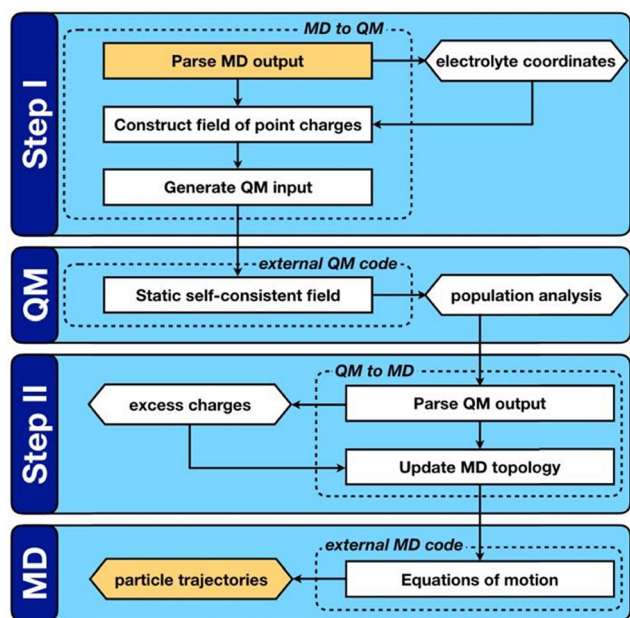 Step I
MD to QM
Parse MD output
electrolyte coordinates
Construct field of point charges
Generate QM input
QM
external QM code
Static self-consistent field
population analysis
Step II
QM to MD
excess charges
Parse QM output
Update MD topology
MD
external MD code
particle trajectories
Equations of motion